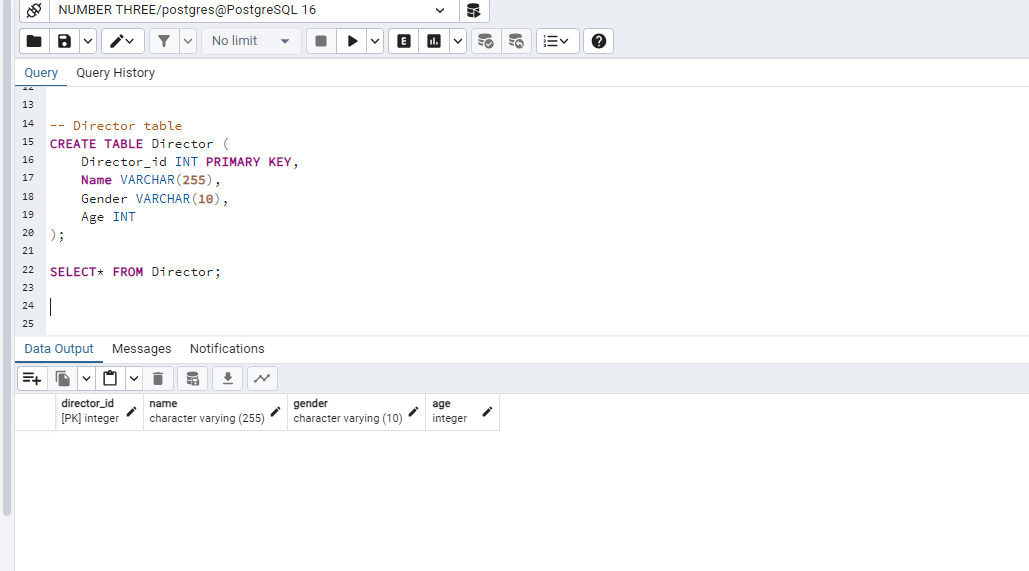 NUMBER THREE/postgres@PostgreSQL 16
No limit
E
Query Query History
12
13
14 -- Director table
15 CREATE TABLE Director (
16 Director_id INT PRIMARY KEY,
17 Name VARCHAR(255),
18 Gender VARCHAR(10),
19 Age INT
20 );
21
22 SELECT* FROM Director;
23
24
25
Data Output Messages Notifications
director_id name gender age
[PK] integer character varying (255) character varying (10) integer